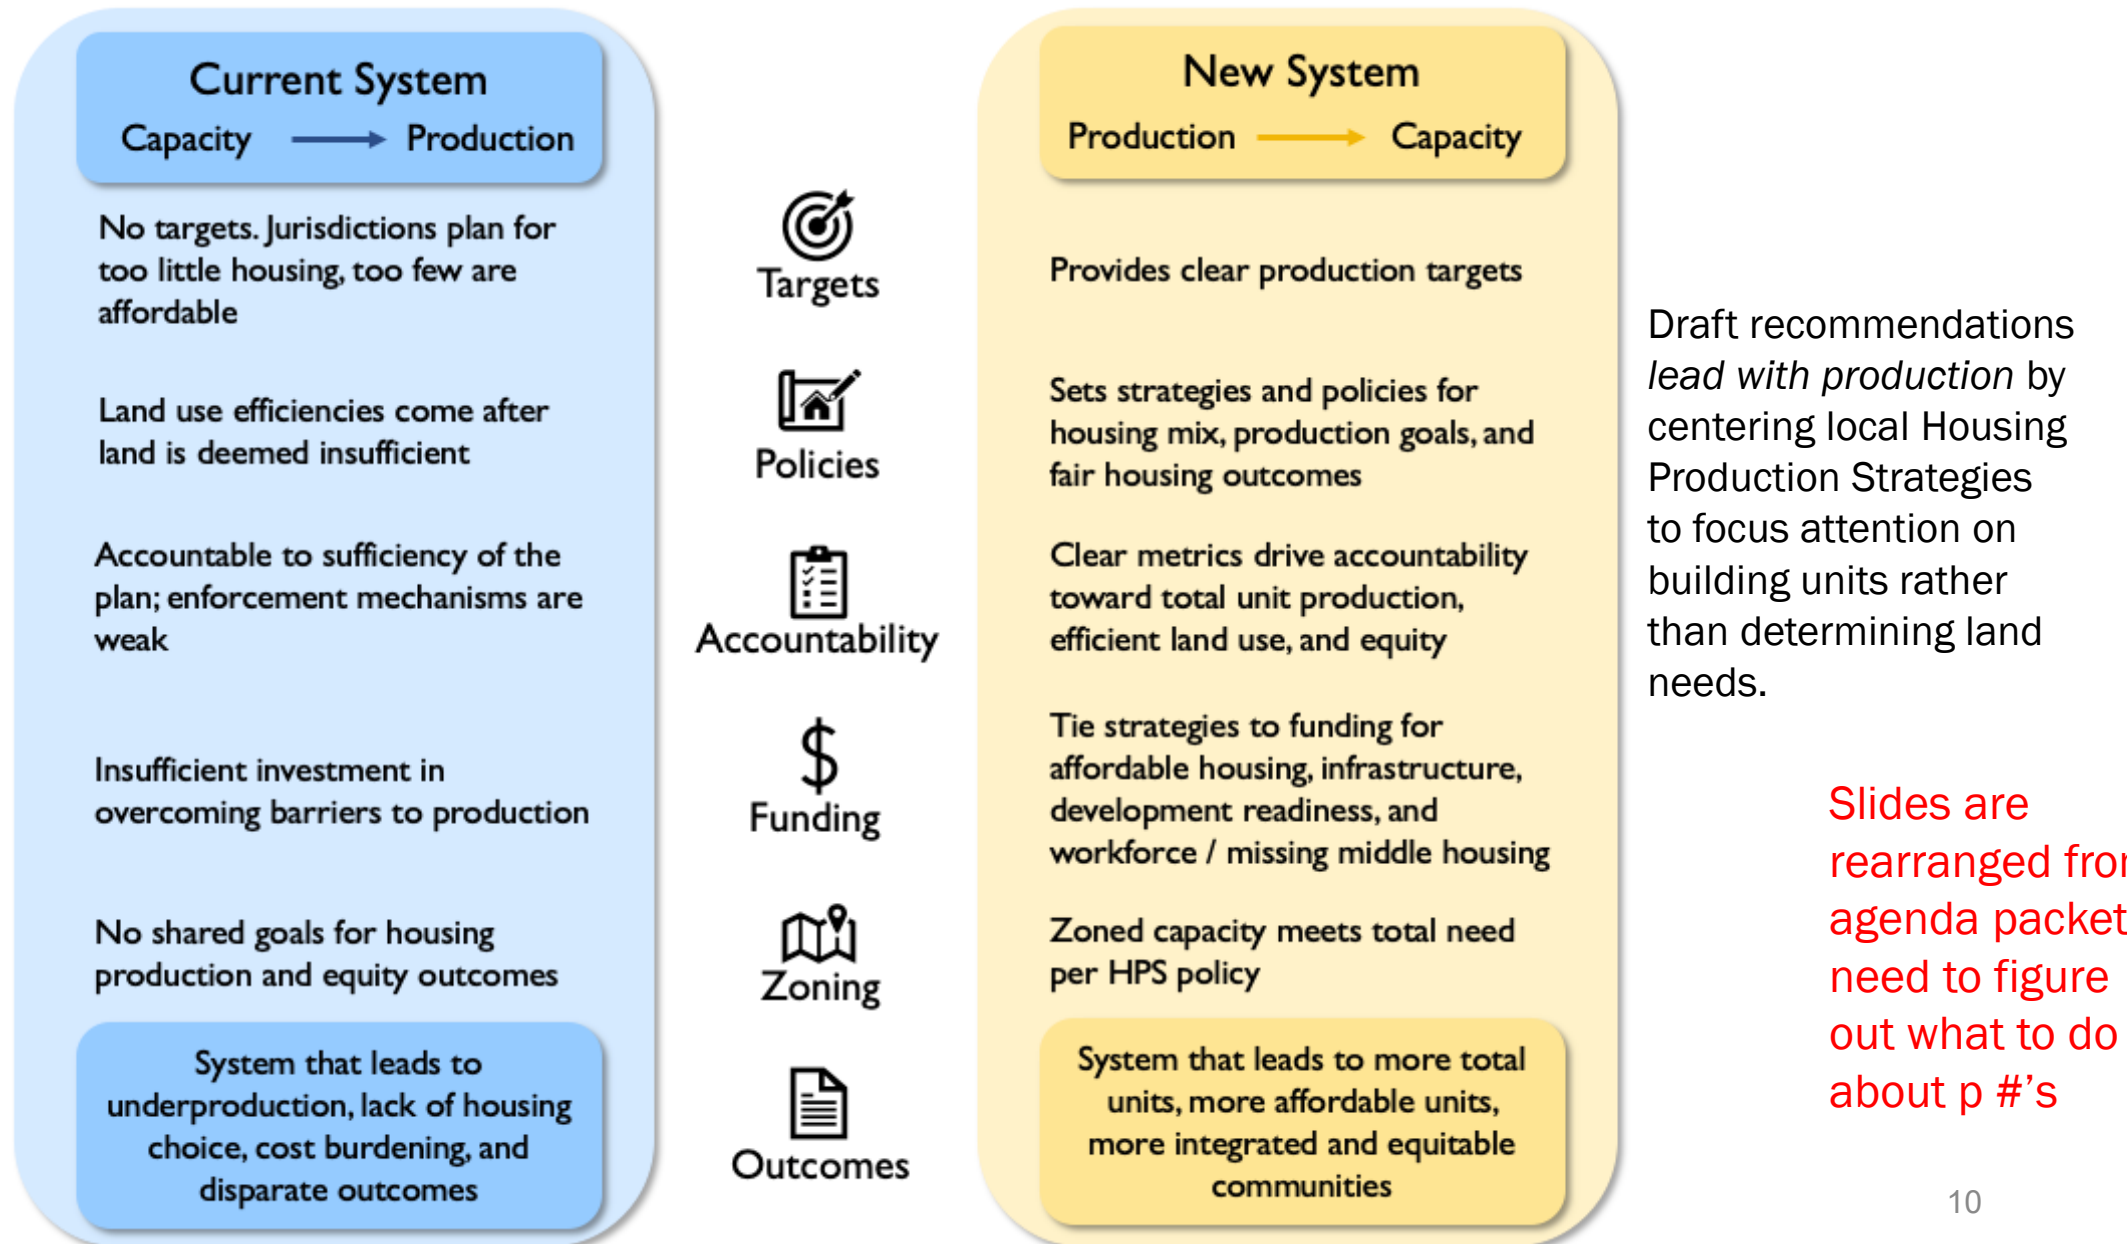 Current System
Capacity → Production
No targets. Jurisdictions plan for
too little housing, too few are
affordable
Land use efficiencies come after
land is deemed insufficient
Accountable to sufficiency of the
plan; enforcement mechanisms are
weak
Insufficient investment in
overcoming barriers to production
No shared goals for housing
production and equity outcomes
System that leads to
underproduction, lack of housing
choice, cost burdening, and
disparate outcomes
Targets
Policies
Accountability
$
Funding
Zoning
Outcomes
New System
Production → Capacity
Provides clear production targets
Sets strategies and policies for
housing mix, production goals, and
fair housing outcomes
Clear metrics drive accountability
toward total unit production,
efficient land use, and equity
Tie strategies to funding for
affordable housing, infrastructure,
development readiness, and
workforce / missing middle housing
Zoned capacity meets total need
per HPS policy
System that leads to more total
units, more affordable units,
more integrated and equitable
communities
Draft recommendations
lead with production by
centering local Housing
Production Strategies
to focus attention on
building units rather
than determining land
needs.
Slides are
rearranged
agenda packet
need to figure
out what to do
about p #'s
10